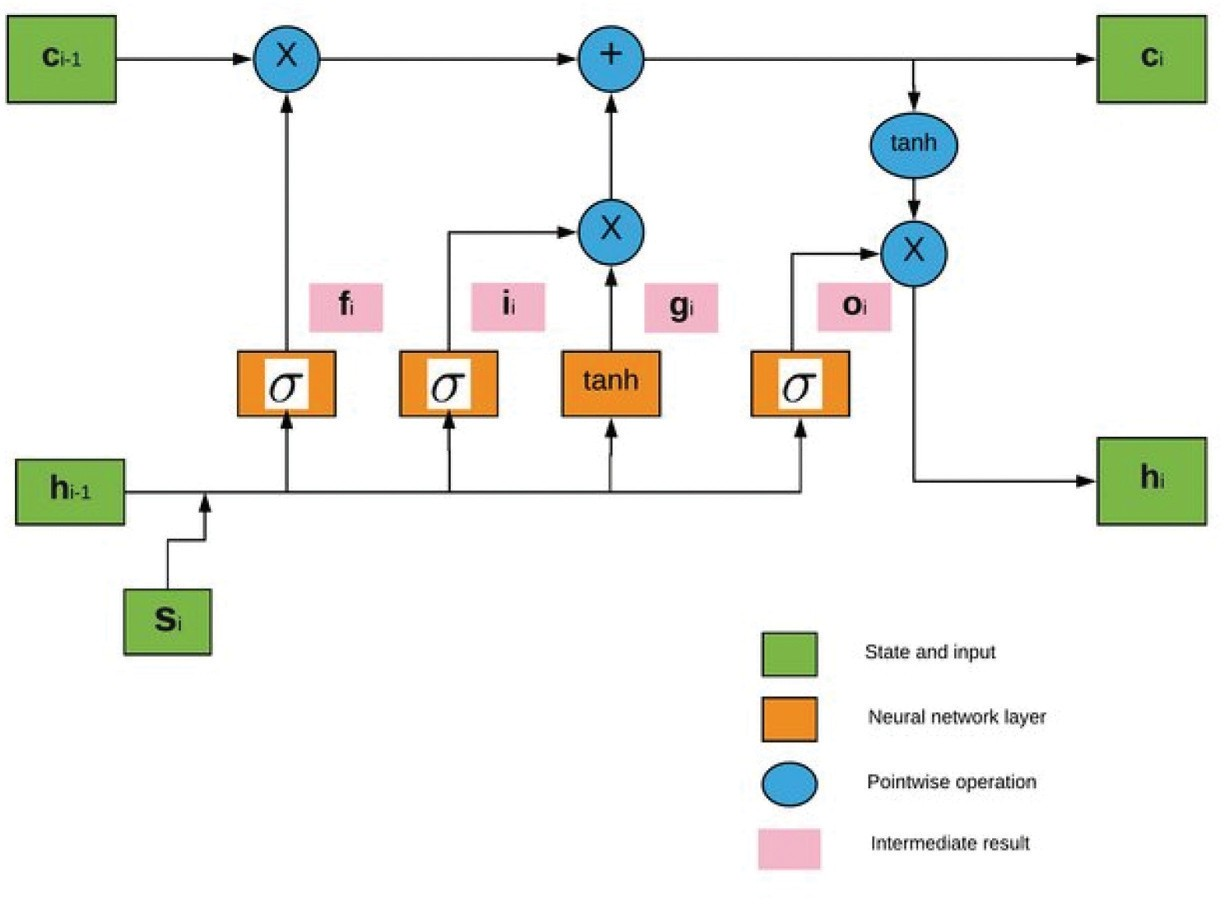 ci-1
X
+
ci
tanh
X
X
fi
ii
gi
oi
σ
σ
tanh
σ
hi-1
hi
si
State and input
Neural network layer
Pointwise operation
Intermediate result